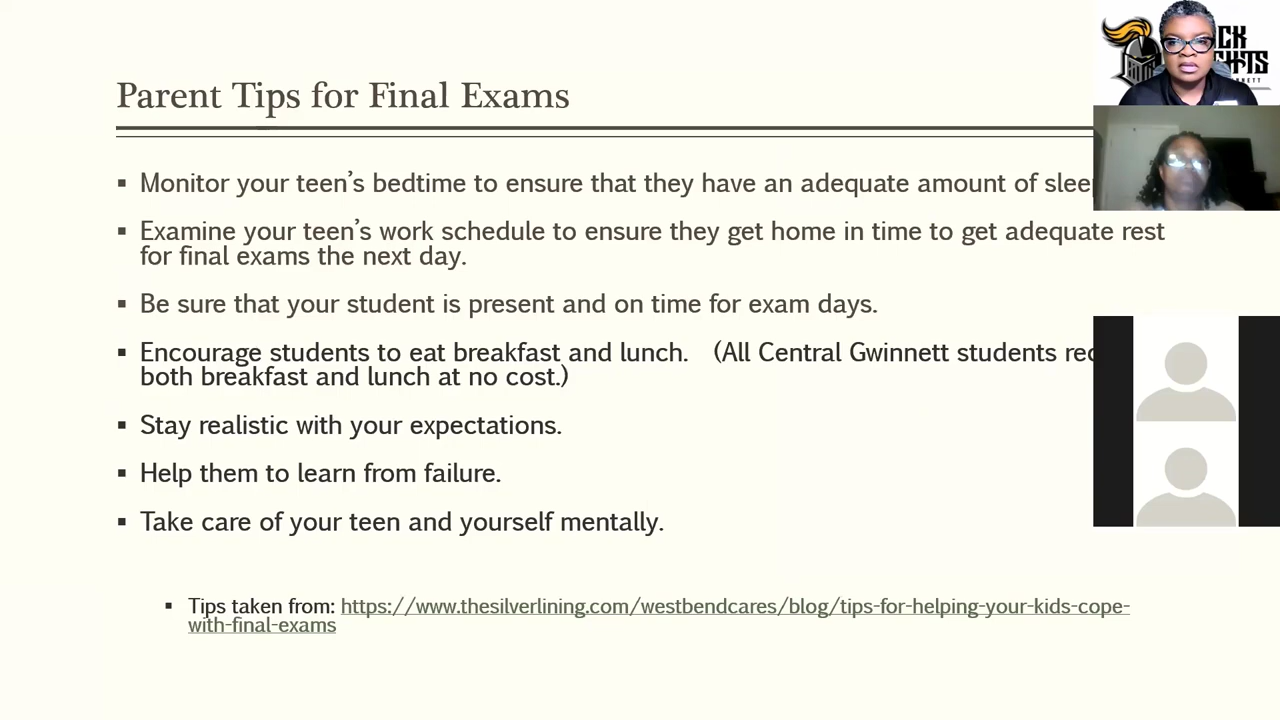 Parent Tips for Final Exams
▪ Monitor your teen's bedtime to ensure that they have an adequate amount of
▪ Examine your teen's work schedule to ensure they get home in time to get adequate rest
for final exams the next day.
▪ Be sure that your student is present and on time for exam days.
▪ Encourage students to eat breakfast and lunch. (All Central Gwinnett students
both breakfast and lunch at no cost.)
▪ Stay realistic with your expectations.
▪ Help them to learn from failure.
▪ Take care of your teen and yourself mentally.
▪ Tips taken from: https://www.thesilverlining.com/westbendcares/blog/tips-for-helping-your-kids-cope-
with-final-exams